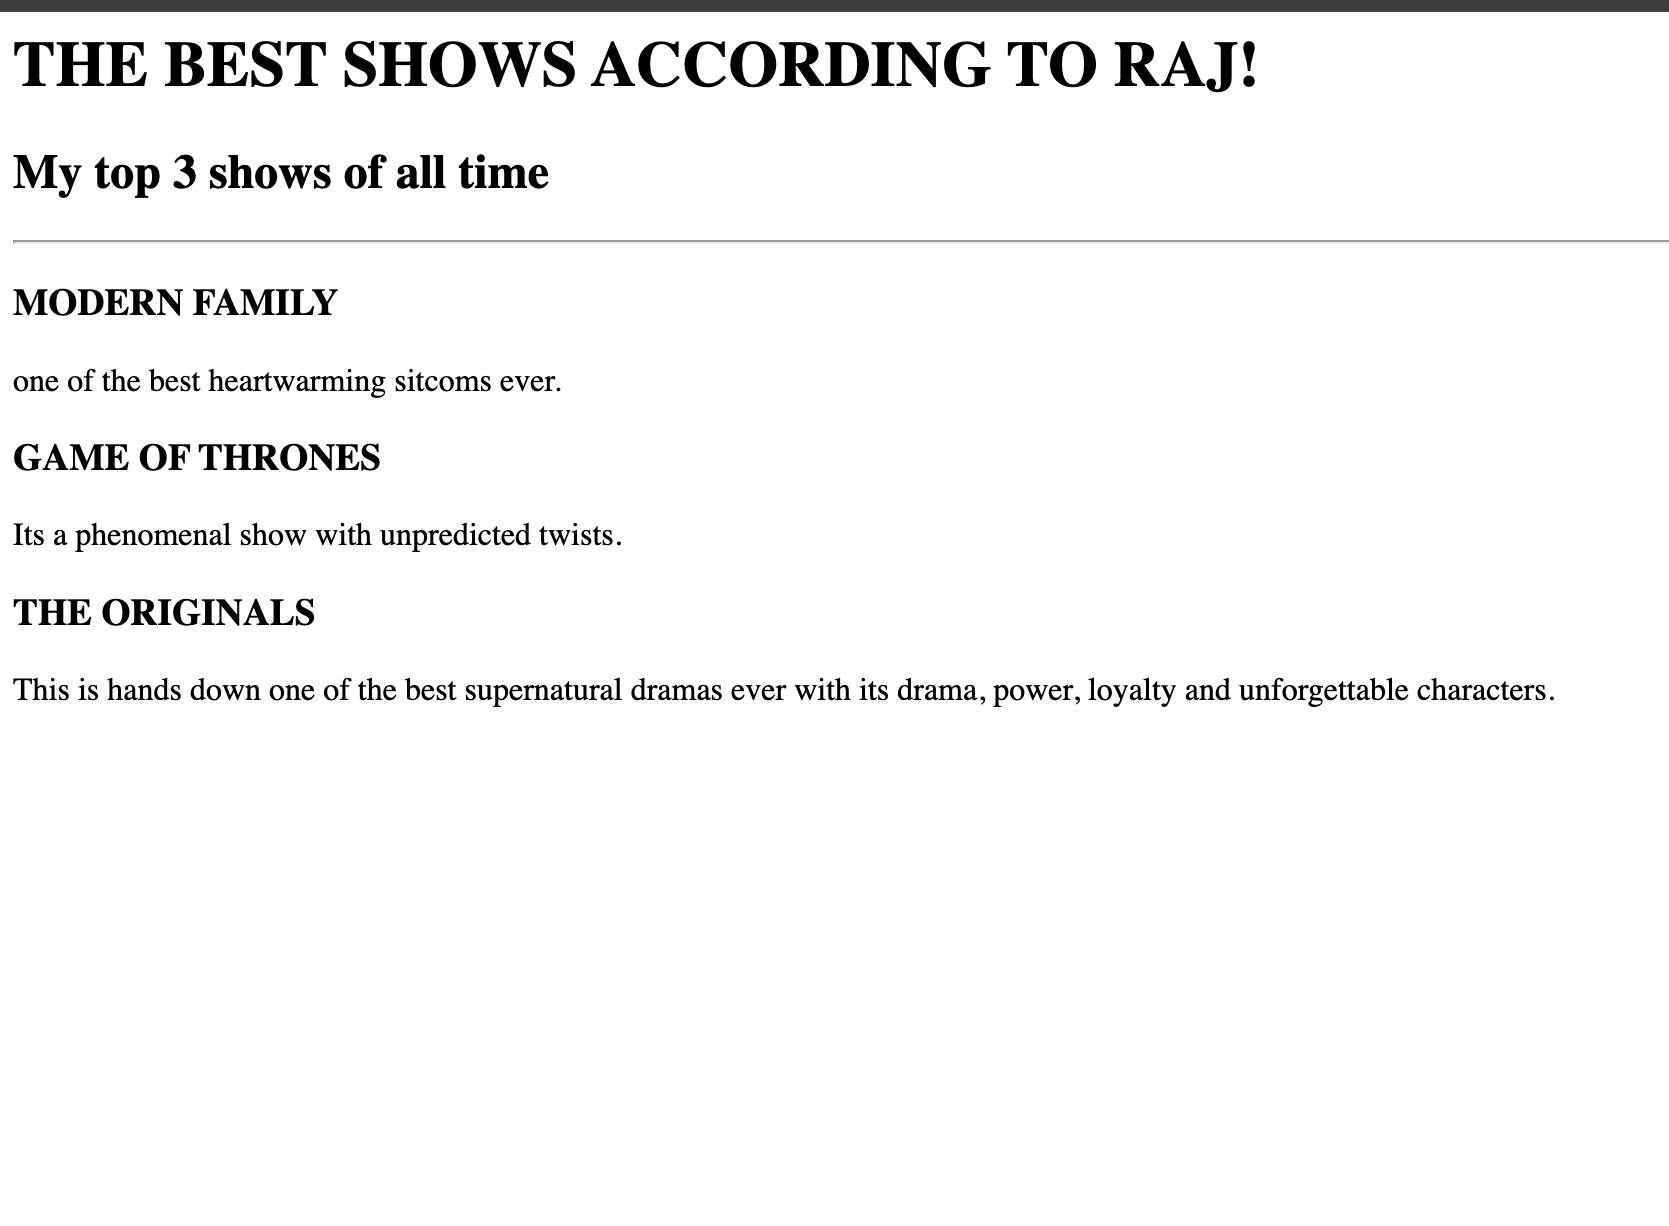 THE BEST SHOWS ACCORDING TO RAJ!
My top 3 shows of all time
MODERN FAMILY
one of the best heartwarming sitcoms ever.
GAME OF THRONES
Its a phenomenal show with unpredicted twists.
THE ORIGINALS
This is hands down one of the best supernatural dramas ever with its drama, power, loyalty and unforgettable characters.